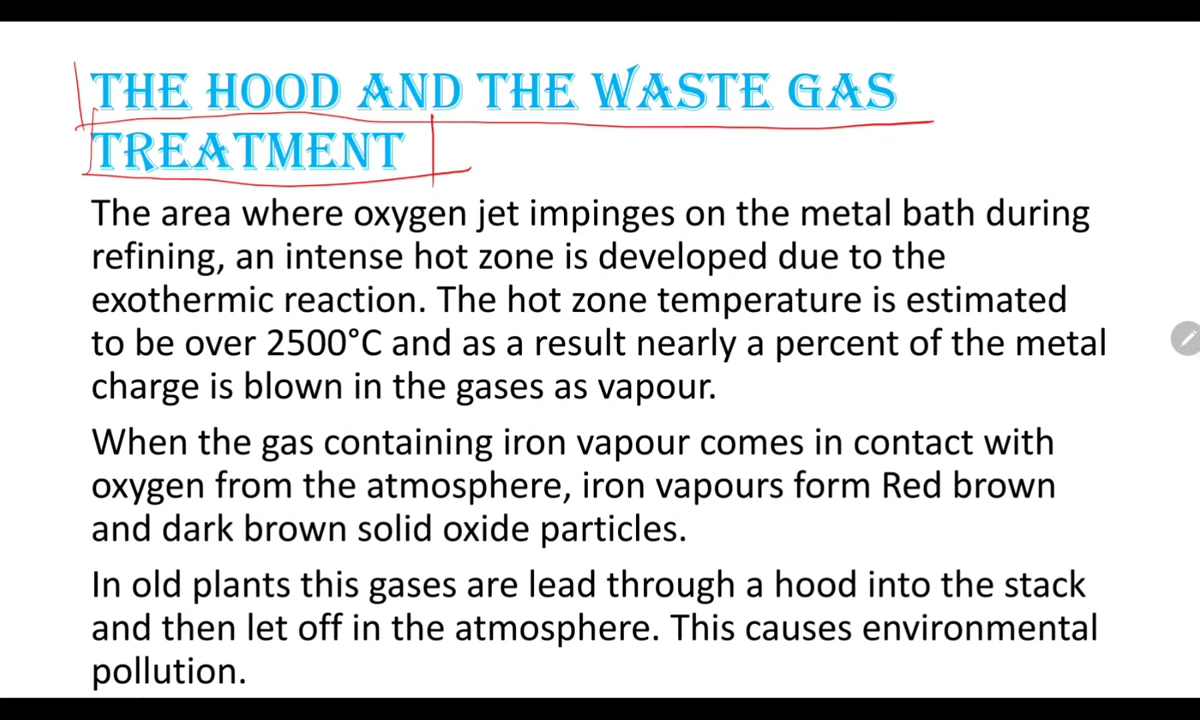 THE HOOD AND THE WASTE GAS
TREATMENT
The area where oxygen jet impinges on the metal bath during
refining, an intense hot zone is developed due to the
exothermic reaction. The hot zone temperature is estimated
to be over 2500°C and as a result nearly a percent of the metal
charge is blown in the gases as vapour.
When the gas containing iron vapour comes in contact with
oxygen from the atmosphere, iron vapours form Red brown
and dark brown solid oxide particles.
In old plants this gases are lead through a hood into the stack
and then let off in the atmosphere. This causes environmental
pollution.